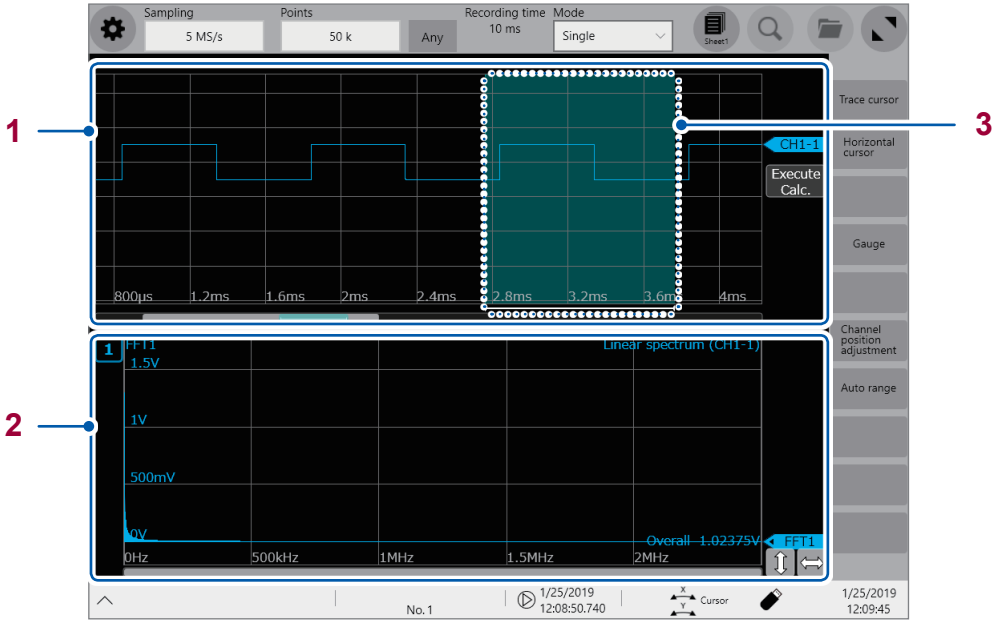 Sampling
Points
Recording time
Mode
5 MS/s
50 k
Any
10 ms
Single
Sheet1
1
3
Trace cursor
CH1-1
Horizontal
cursor
Execute
Calc.
Gauge
800μs
1.2ms
1.6ms
2ms
2.4ms
2.8ms
3.2ms
3.6m
4ms
Channel
position
adjustment
1
FFT1
Linear spectrum (CH1-1)
1.5V
Auto range
2
1V
500mV
0V
Overall 1.02375V
FFT1
0Hz
500kHz
1MHz
1.5MHz
2MHz
No. 1
1/25/2019
12:08:50.740
X
Y
Cursor
1/25/2019
12:09:45